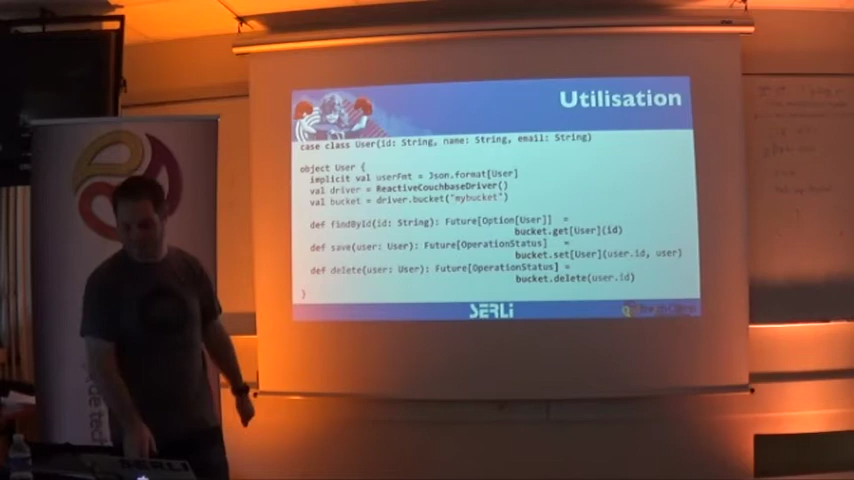 Utilisation
case class User(id: String, name: String, email: String)
object User {
implicit val userFmt = Json.format[User]
val driver = ReactiveCouchbaseDriver()
val bucket = driver.bucket("mybucket")
def findById(id: String): Future[Option[User]] =
bucket.get[User](id)
def save(user: User): Future[OperationStatus] =
bucket.set[User](user.id, user)
def delete(user: User): Future[OperationStatus] =
bucket.delete(user.id)
}
SERLI
SERLI